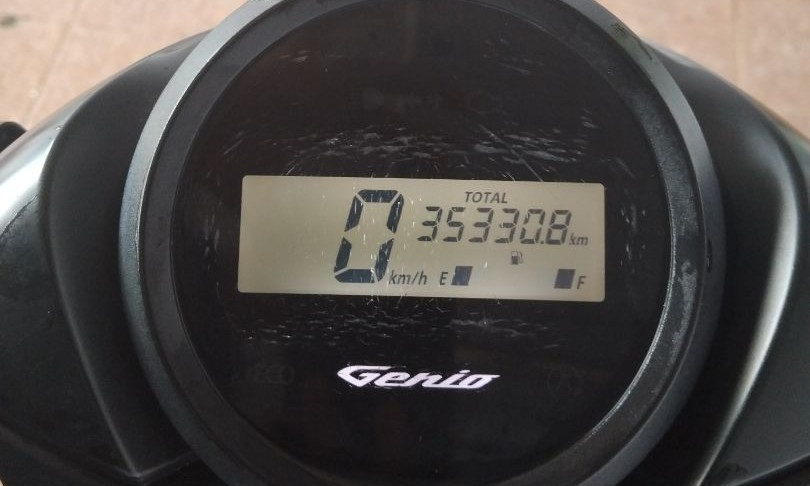 TOTAL
0 km/h 35330.8 km
E F
Genio